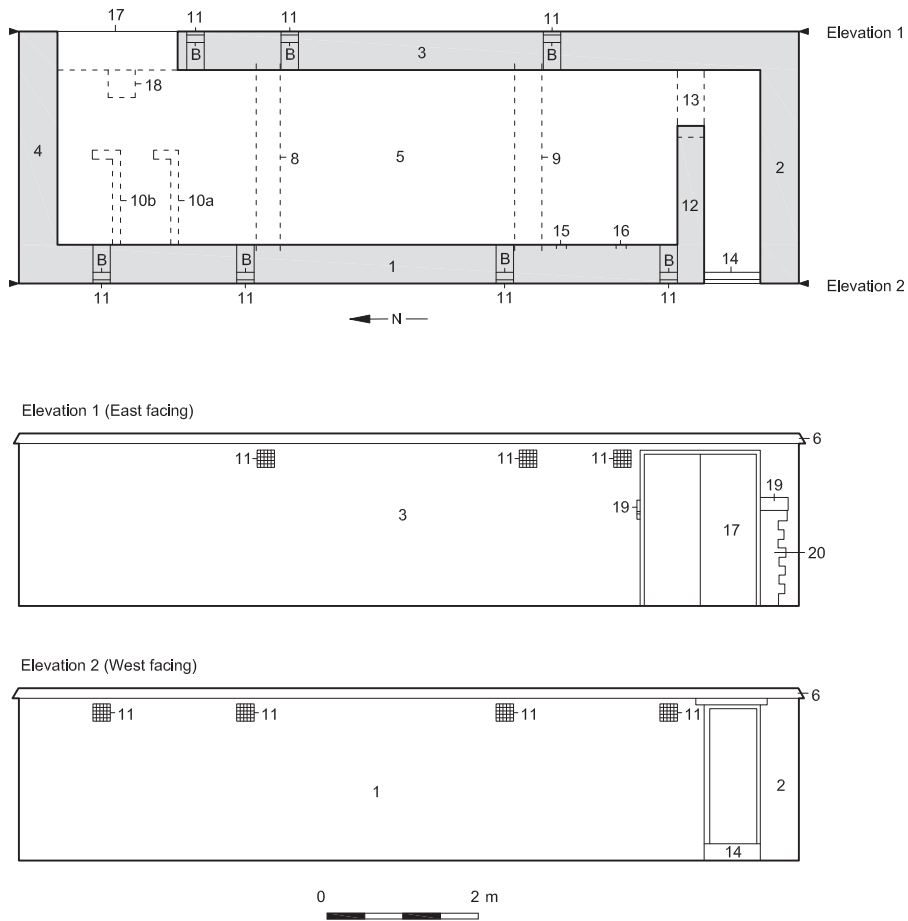 17 11 11 11
Elevation 1
B B 3 B
18 13
4 8 5 9 2
10b 10a 12
15 16 14
B B 1 B B
Elevation 2
11 11 11 11
N
Elevation 1 (East facing)
6
11 11 11
19 19
3 17
20
Elevation 2 (West facing)
6
11 11 11 11
1 2
14
0 2 m